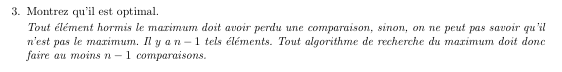 3. Montrez qu'il est optimal.
Tout élément hormis le maximum doit avoir perdu une comparaison, sinon, on ne peut pas savoir qu'il
n'est pas le maximum. Il y a n − 1 tels éléments. Tout algorithme de recherche du maximum doit donc
faire au moins n − 1 comparaisons.